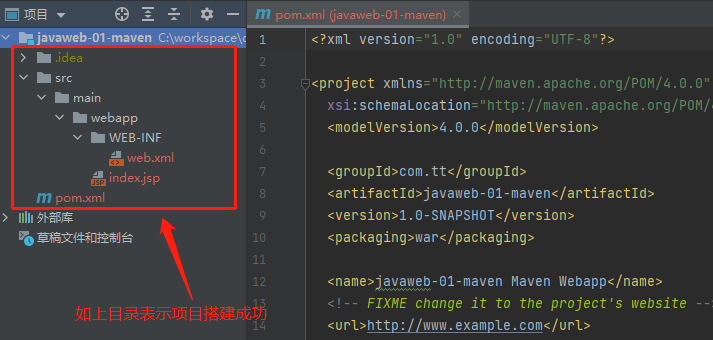 项目
javaweb-01-maven C:\workspace\
.idea
src
main
webapp
WEB-INF
web.xml
index.jsp
pom.xml
外部库
草稿文件和控制台
如上目录表示项目搭建成功
pom.xml (javaweb-01-maven)
1 <?xml version="1.0" encoding="UTF-8"?>
2
3 <project xmlns="http://maven.apache.org/POM/4.0.0"
4 xsi:schemaLocation="http://maven.apache.org/POM/
5 <modelVersion>4.0.0</modelVersion>
6
7 <groupId>com.tt</groupId>
8 <artifactId>javaweb-01-maven</artifactId>
9 <version>1.0-SNAPSHOT</version>
10 <packaging>war</packaging>
11
12 <name>javaweb-01-maven Maven Webapp</name>
13 <!-- FIXME change it to the project's website --
14 <url>http://www.example.com</url>